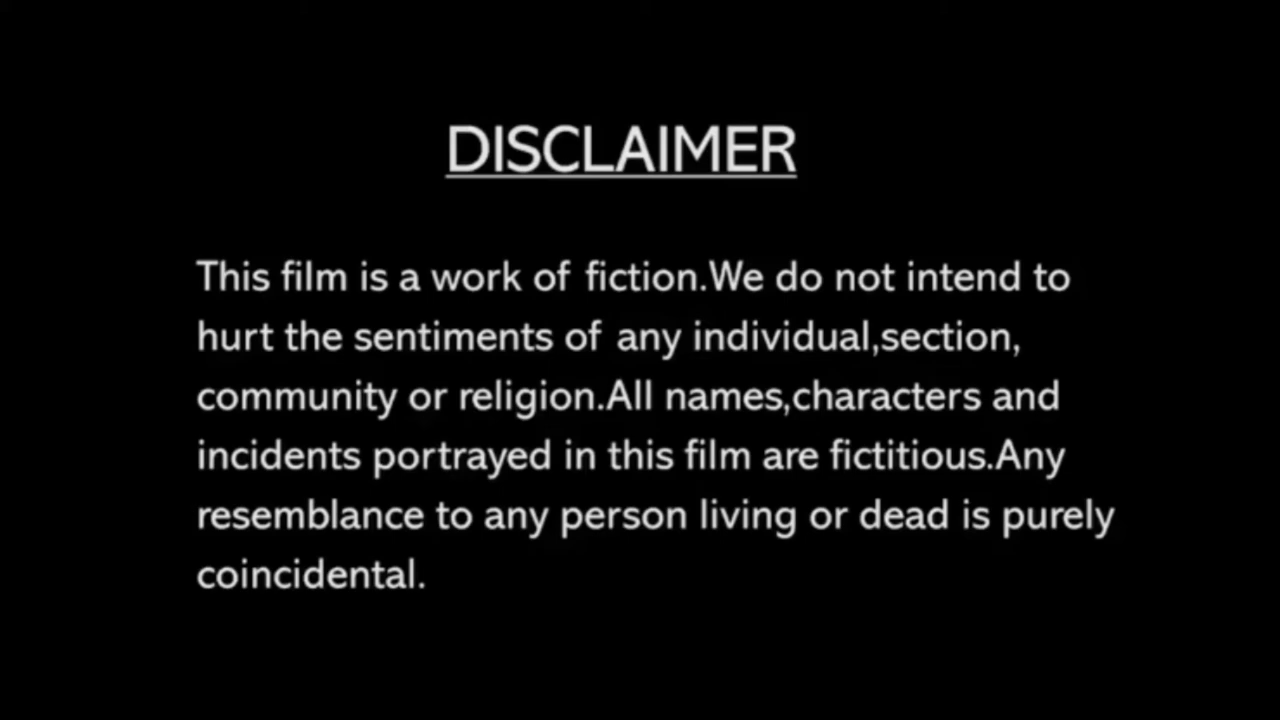 DISCLAIMER
This film is a work of fiction.We do not intend to
hurt the sentiments of any individual,section,
community or religion.All names,characters and
incidents portrayed in this film are fictitious.Any
resemblance to any person living or dead is purely
coincidental.